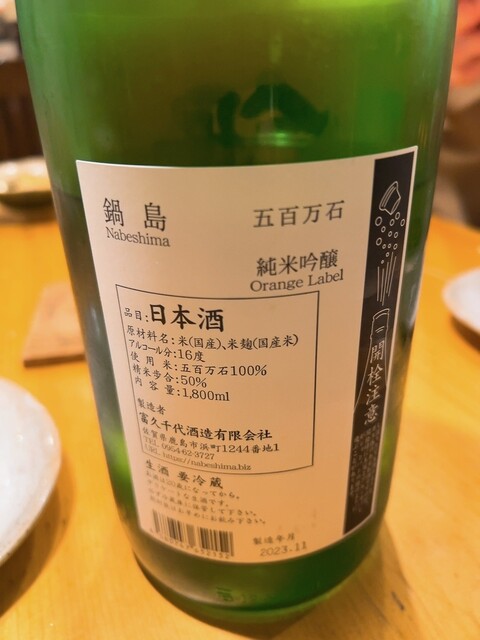 鍋島
Nabeshima
五百万石
純米吟醸
Orange Label
品目:日本酒
原材料名:米(国産)、米麹(国産米)
アルコール分:16度
使用米:五百万石100%
精米歩合:50%
内容量:1,800ml
製造者
富久千代酒造有限会社
佐賀県鹿島市浜町1244番地1
TEL. 0954-62-3727
URL. https://nabeshima.biz
生酒 要冷蔵
製造年月
2023.11
開栓注意